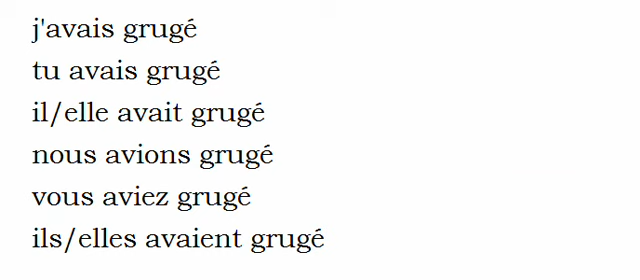 j'avais grugé
tu avais grugé
il/elle avait grugé
nous avions grugé
vous aviez grugé
ils/elles avaient grugé